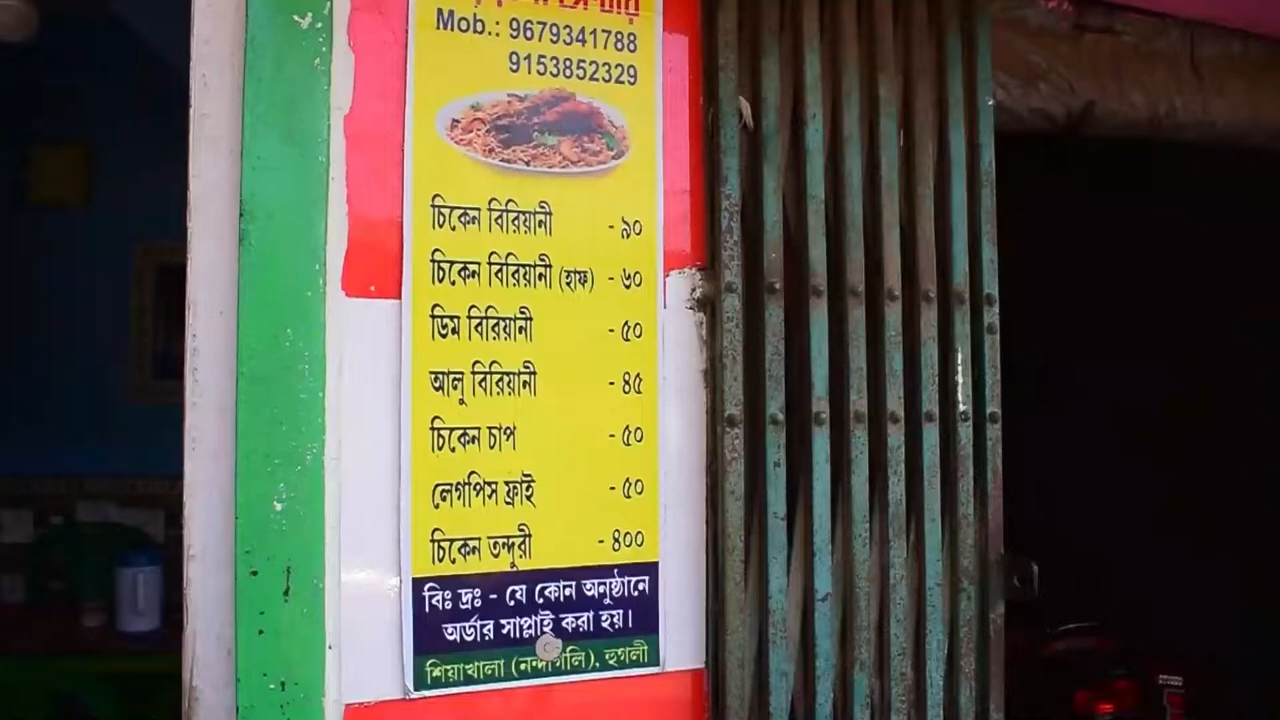 Mob.: 9679341788
9153852329
চিকেন বিরিয়ানী - ৯০
চিকেন বিরিয়ানী (হাফ) - ৬০
ডিম বিরিয়ানী - ৫০
আলু বিরিয়ানী - ৪৫
চিকেন চাপ - ৫০
লেগপিস ফ্রাই - ৫০
চিকেন তন্দুরী - ৪০০
বিঃ দ্রঃ - যে কোন অনুষ্ঠানে
অর্ডার সাপ্লাই করা হয়।
শিয়াখালা (নন্দীগলি), হুগলী